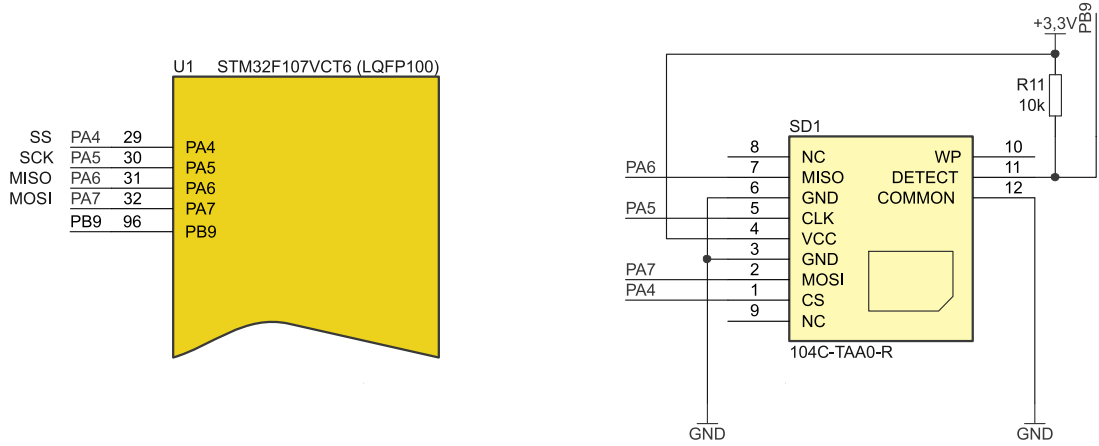 U1 STM32F107VCT6 (LQFP100)
SS PA4 29 PA4
SCK PA5 30 PA5
MISO PA6 31 PA6
MOSI PA7 32 PA7
PB9 96 PB9
+3,3V
PB9
R11
10k
SD1
8 NC WP 10
PA6 7 MISO DETECT 11
6 GND COMMON 12
PA5 5 CLK
4 VCC
3 GND
PA7 2 MOSI
PA4 1 CS
9 NC
104C-TAA0-R
GND
GND